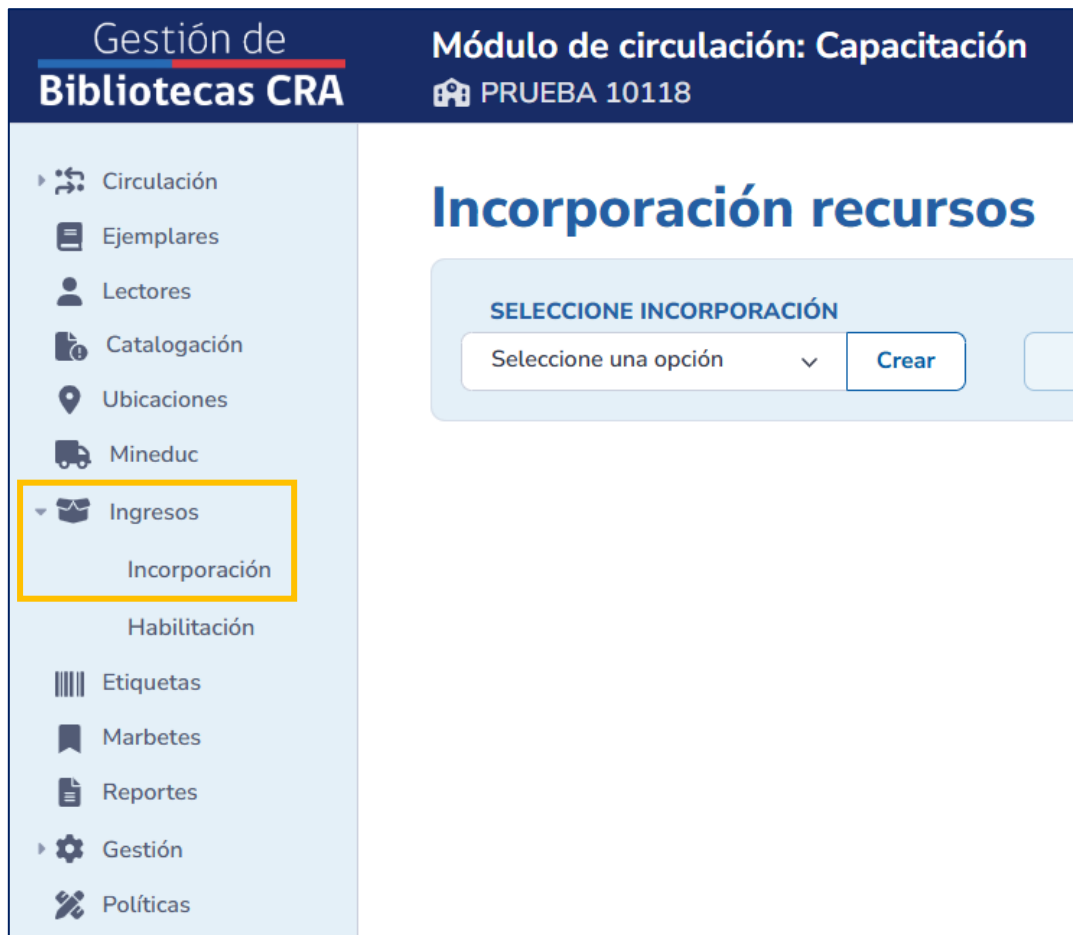 Gestión de
Bibliotecas CRA
Módulo de circulación: Capacitación
PRUEBA 10118
Circulación
Ejemplares
Lectores
Catalogación
Ubicaciones
Mineduc
Ingresos
Incorporación
Habilitación
Etiquetas
Marbetes
Reportes
Gestión
Políticas
Incorporación recursos
SELECCIONE INCORPORACIÓN
Seleccione una opción
Crear